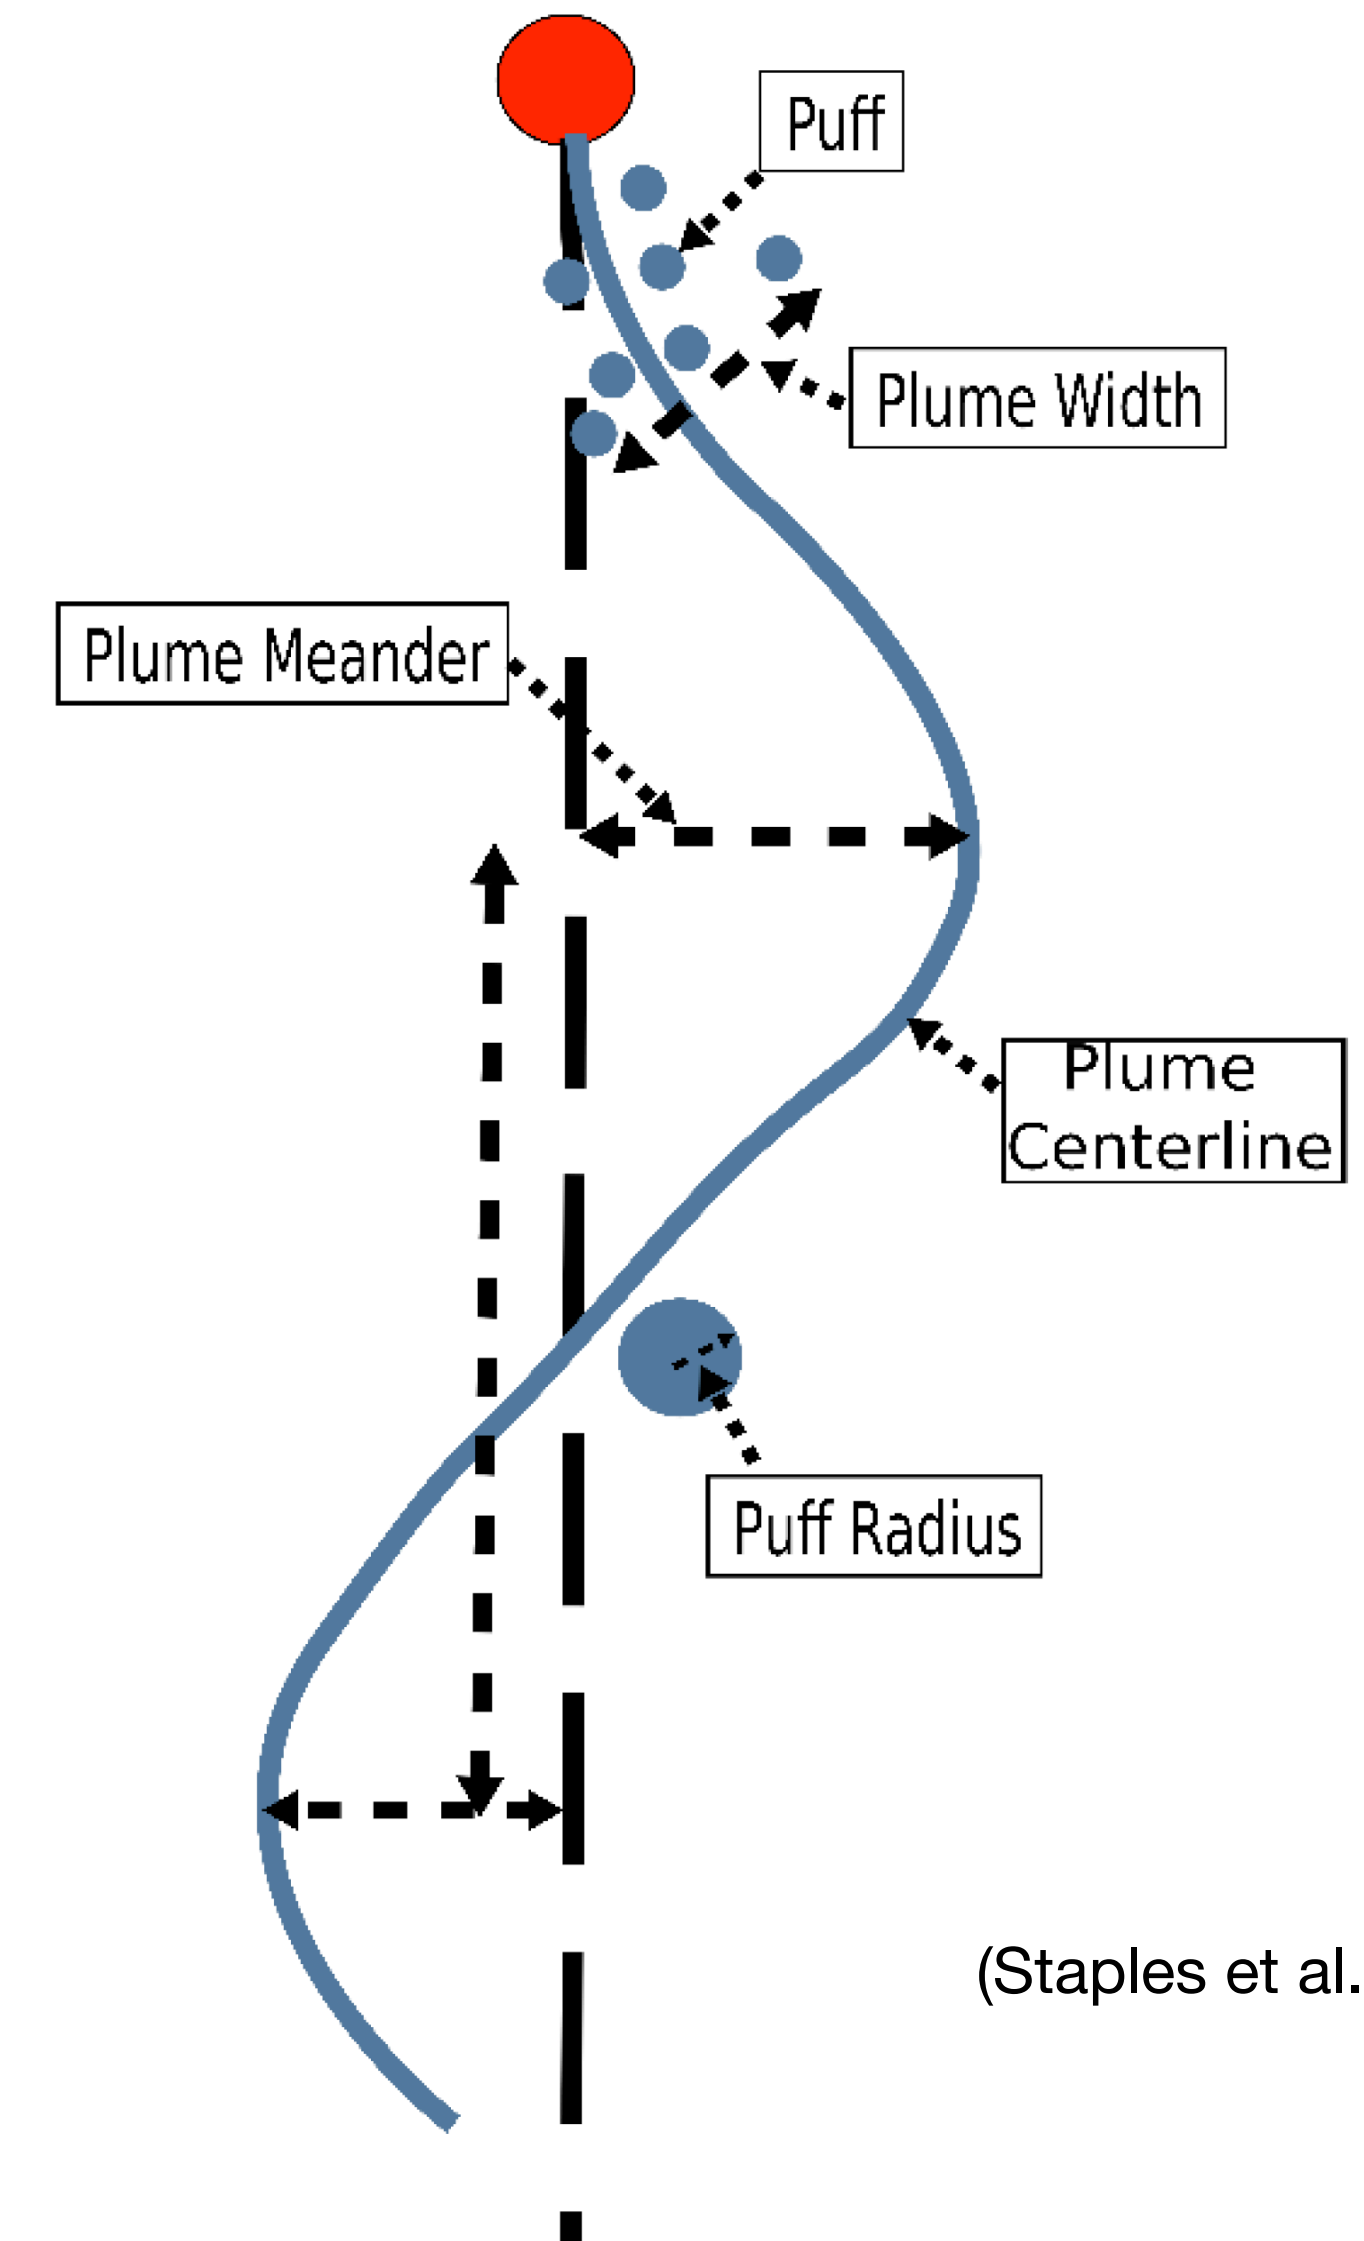 Puff
Plume Width
Plume Meander
Plume
Centerline
Puff Radius
(Staples et al.